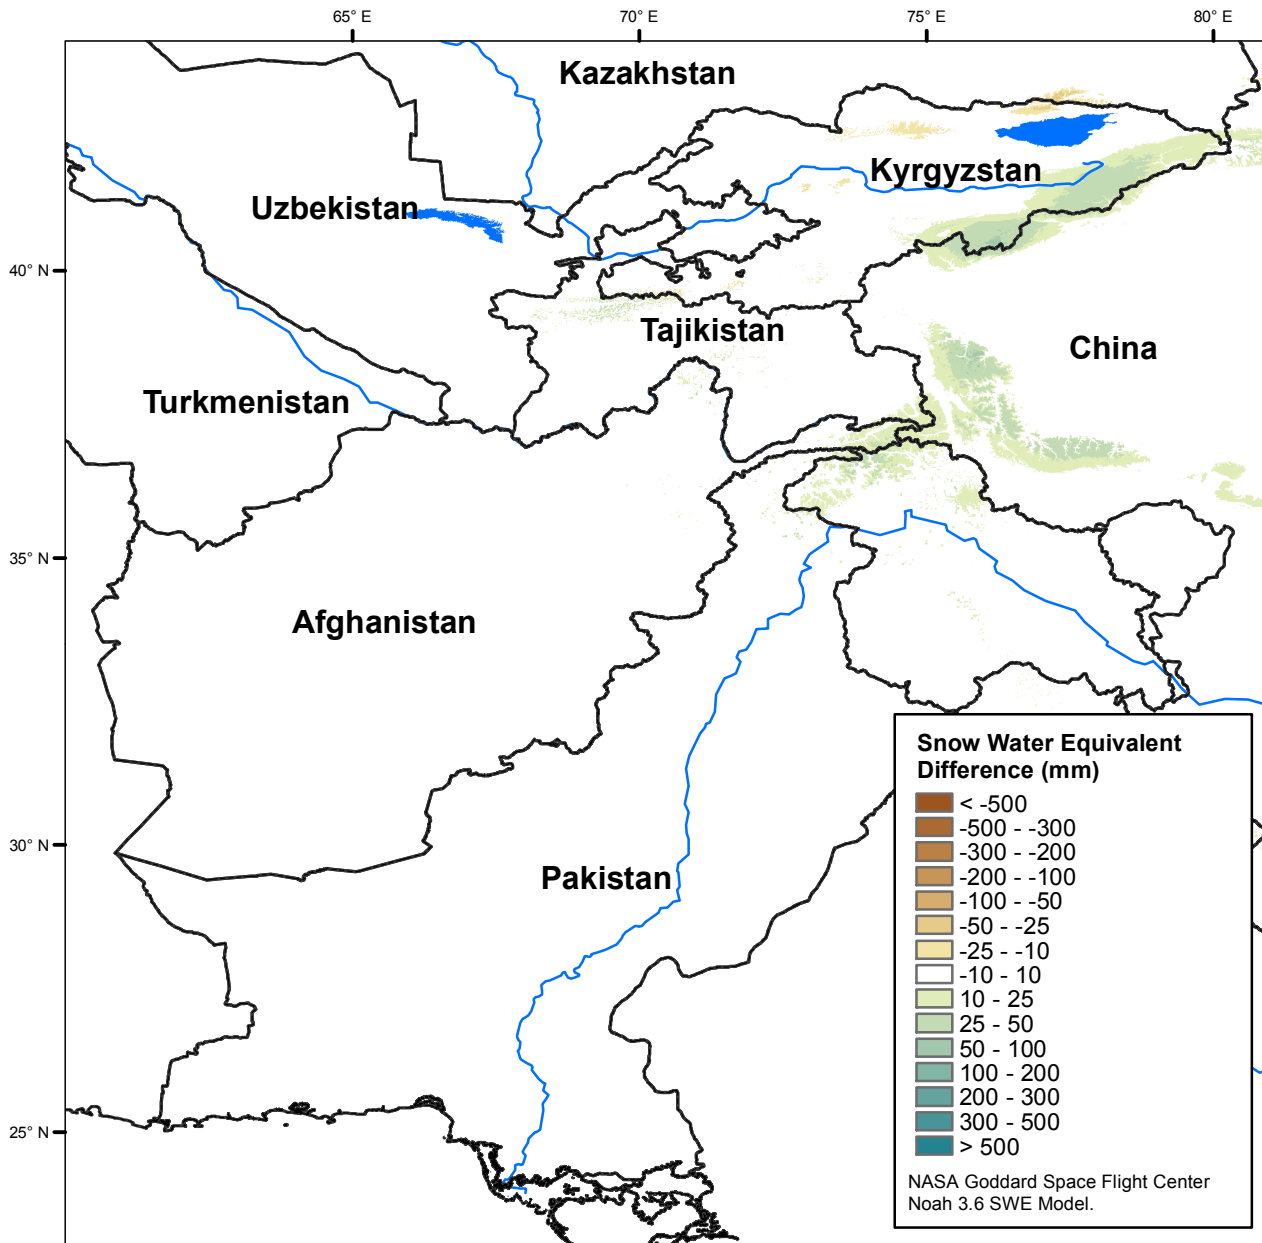 65° E 70° E 75° E 80° E
Kazakhstan
Kyrgyzstan
Uzbekistan
40° N
Tajikistan
China
Turkmenistan
35° N
Afghanistan
Snow Water Equivalent
Difference (mm)
< -500
-500 - -300
-300 - -200
-200 - -100
-100 - -50
-50 - -25
-25 - -10
-10 - 10
10 - 25
25 - 50
50 - 100
100 - 200
200 - 300
300 - 500
> 500
NASA Goddard Space Flight Center
Noah 3.6 SWE Model.
30° N
Pakistan
25° N